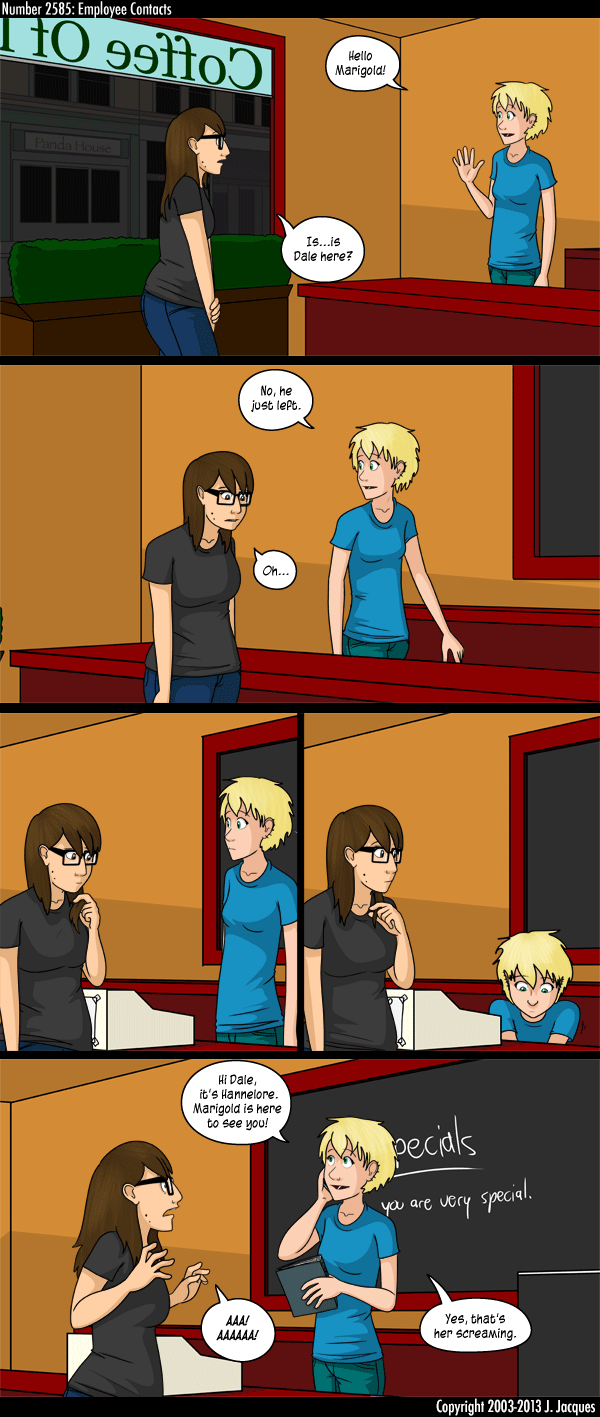 Number 2585: Employee Contacts
Coffee Of
Hello
Marigold!
Panda House
Is...is
Dale here?
No, he
just left.
Oh...
Hi Dale,
it's Hannelore.
Marigold is here
to see you!
pecials
you are very special.
AAA!
AAAAAA!
Yes, that's
her screaming.
Copyright 2003-2013 J. Jacques